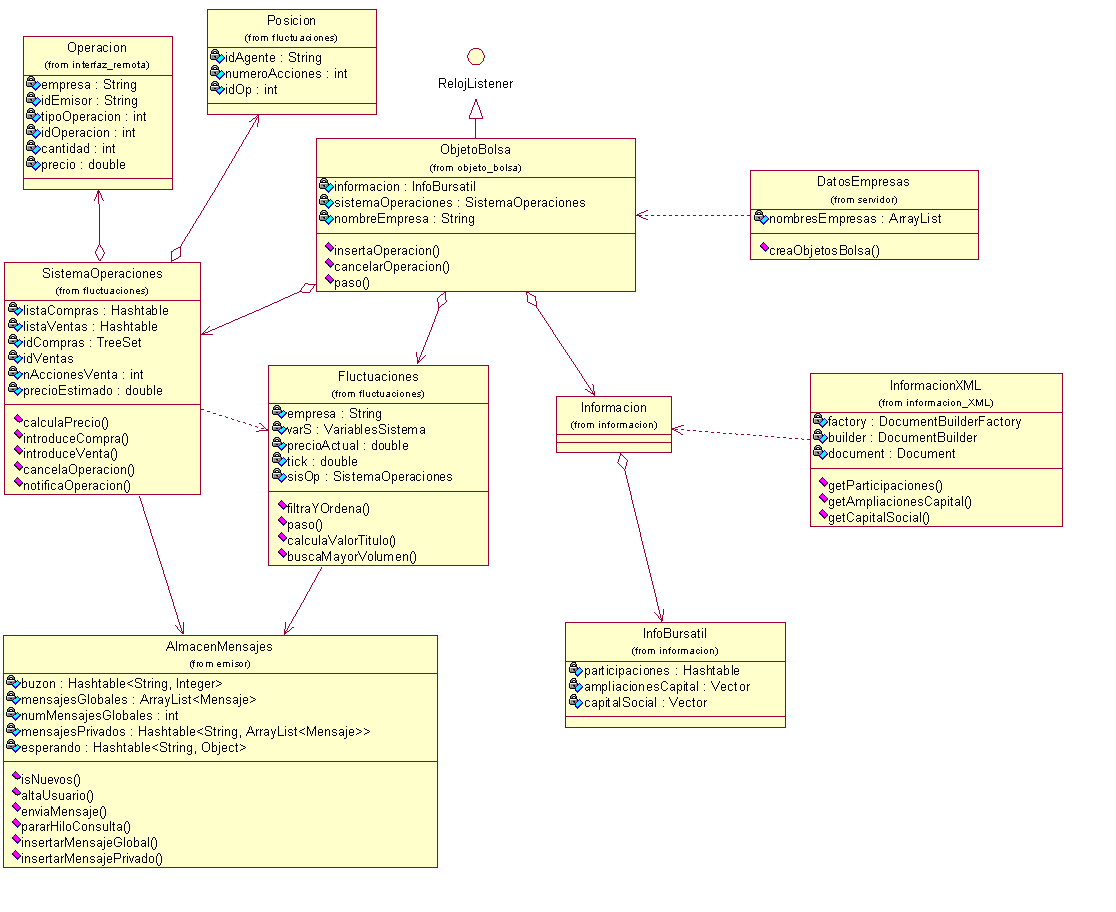 Posicion
(from fluctuaciones)
idAgente : String
numeroAcciones : int
idOp : int
Operacion
(from interfaz_remota)
empresa : String
idEmisor : String
tipoOperacion : int
idOperacion : int
cantidad : int
precio : double
RelojListener
ObjetoBolsa
(from objeto_bolsa)
informacion : InfoBursatil
sistemaOperaciones : SistemaOperaciones
nombreEmpresa : String
insertaOperacion()
cancelarOperacion()
paso()
DatosEmpresas
(from servidor)
nombresEmpresas : ArrayList
creaObjetosBolsa()
SistemaOperaciones
(from fluctuaciones)
listaCompras : Hashtable
listaVentas : Hashtable
idCompras : TreeSet
idVentas
nAccionesVenta : int
precioEstimado : double
calculaPrecio()
introduceCompra()
introduceVenta()
cancelaOperacion()
notificaOperacion()
Fluctuaciones
(from fluctuaciones)
empresa : String
varS : VariablesSistema
precioActual : double
tick : double
sisOp : SistemaOperaciones
filtraYOrdena()
paso()
calculaValorTitulo()
buscaMayorVolumen()
Informacion
(from informacion)
InformacionXML
(from informacion_XML)
factory : DocumentBuilderFactory
builder : DocumentBuilder
document : Document
getParticipaciones()
getAmpliacionesCapital()
getCapitalSocial()
AlmacenMensajes
(from emisor)
buzon : Hashtable<String, Integer>
mensajesGlobales : ArrayList<Mensaje>
numMensajesGlobales : int
mensajesPrivados : Hashtable<String, ArrayList<Mensaje>>
esperando : Hashtable<String, Object>
isNuevos()
altaUsuario()
enviaMensaje()
pararHiloConsulta()
insertarMensajeGlobal()
insertarMensajePrivado()
InfoBursatil
(from informacion)
participaciones : Hashtable
ampliacionesCapital : Vector
capitalSocial : Vector